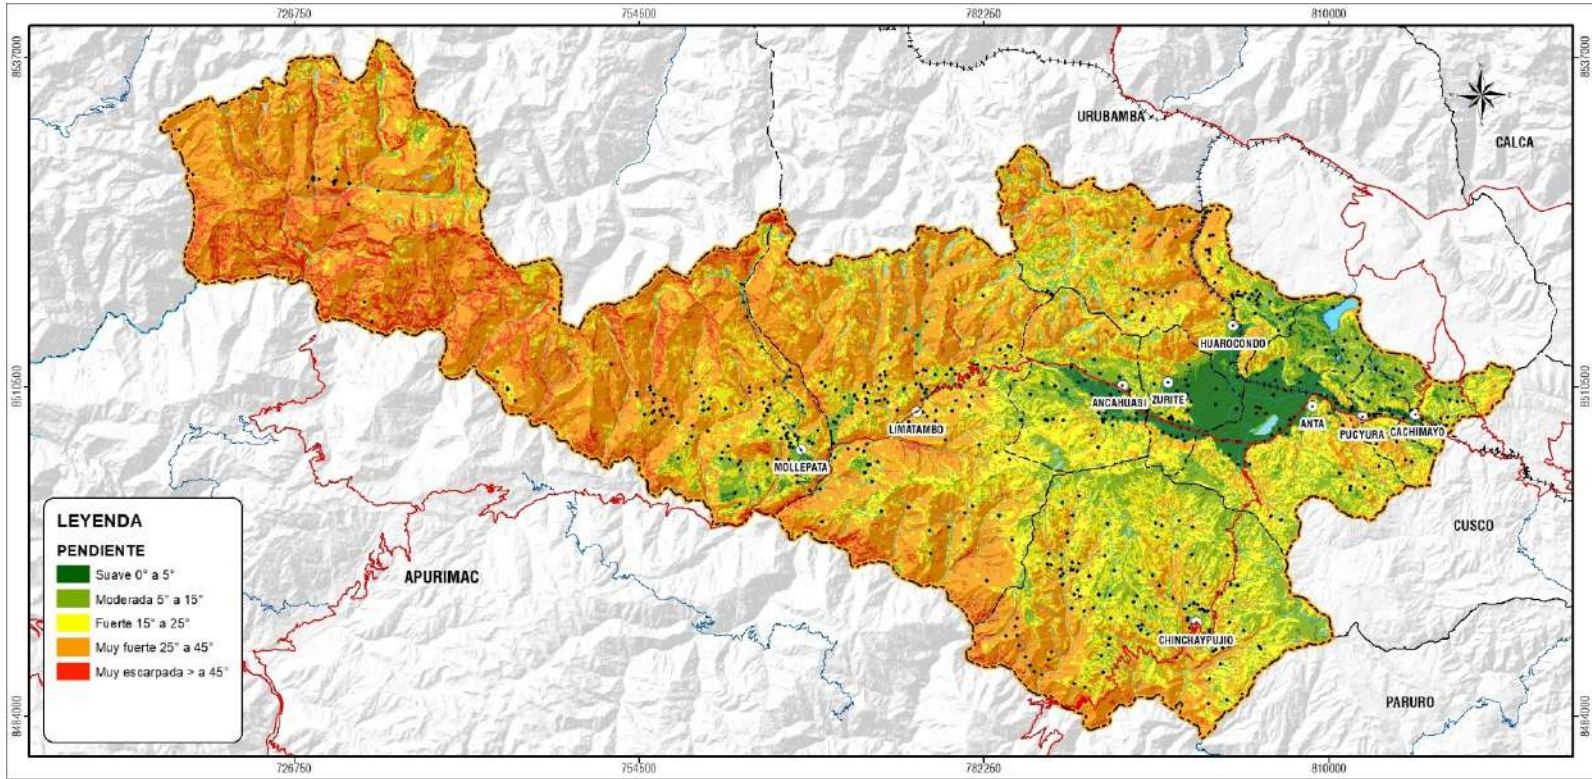 726750
754500
782250
810000
8537000
8537000
URUBAMBA
CALCA
HUAROCONDO
8510500
8510500
ANCAHUASI
ZURITE
LIMATAMBO
ANTA
PUCYURA
CACHIMAYO
MOLLEPATA
CUSCO
LEYENDA
PENDIENTE
Suave 0° a 5°
Moderada 5° a 15°
Fuerte 15° a 25°
Muy fuerte 25° a 45°
Muy escarpada > a 45°
APURIMAC
CHINCHAYPUJIO
PARURO
8484000
8484000
726750
754500
782250
810000